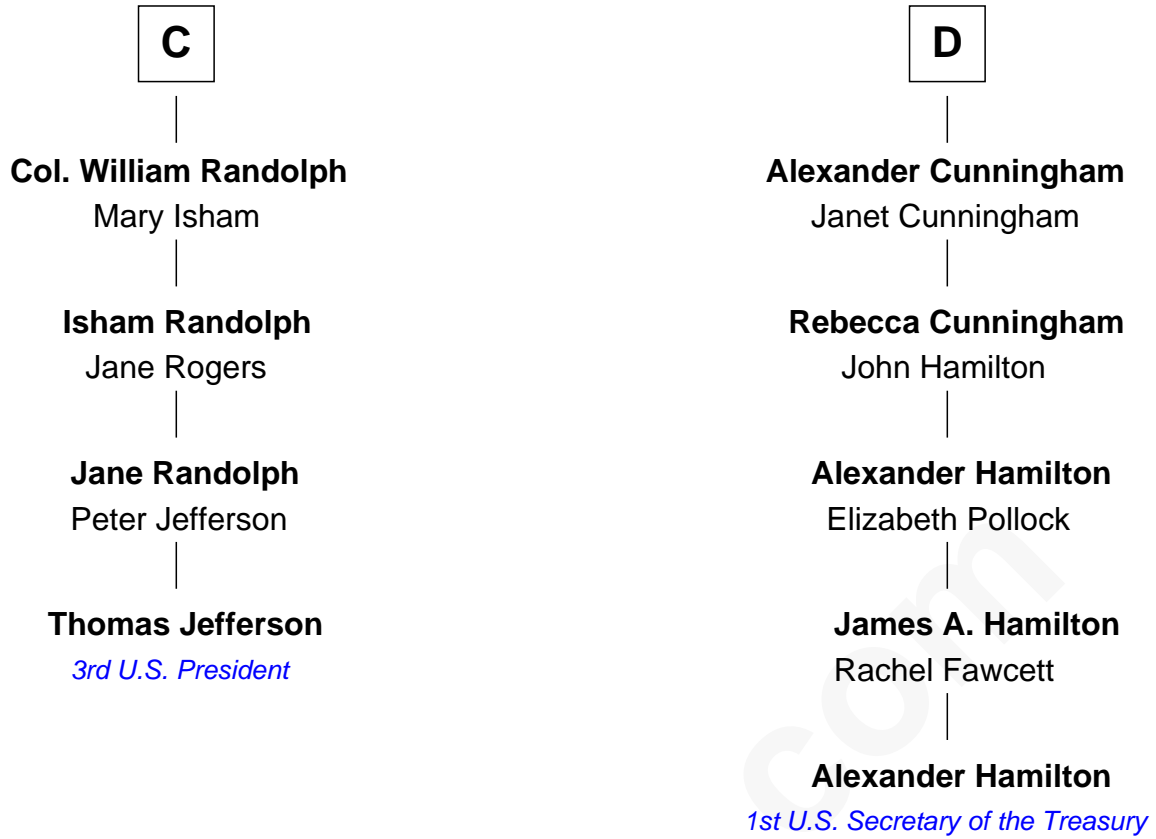 C
Col. William Randolph
Mary Isham
Isham Randolph
Jane Rogers
Jane Randolph
Peter Jefferson
Thomas Jefferson
3rd U.S. President
D
Alexander Cunningham
Janet Cunningham
Rebecca Cunningham
John Hamilton
Alexander Hamilton
Elizabeth Pollock
James A. Hamilton
Rachel Fawcett
Alexander Hamilton
1st U.S. Secretary of the Treasury
com